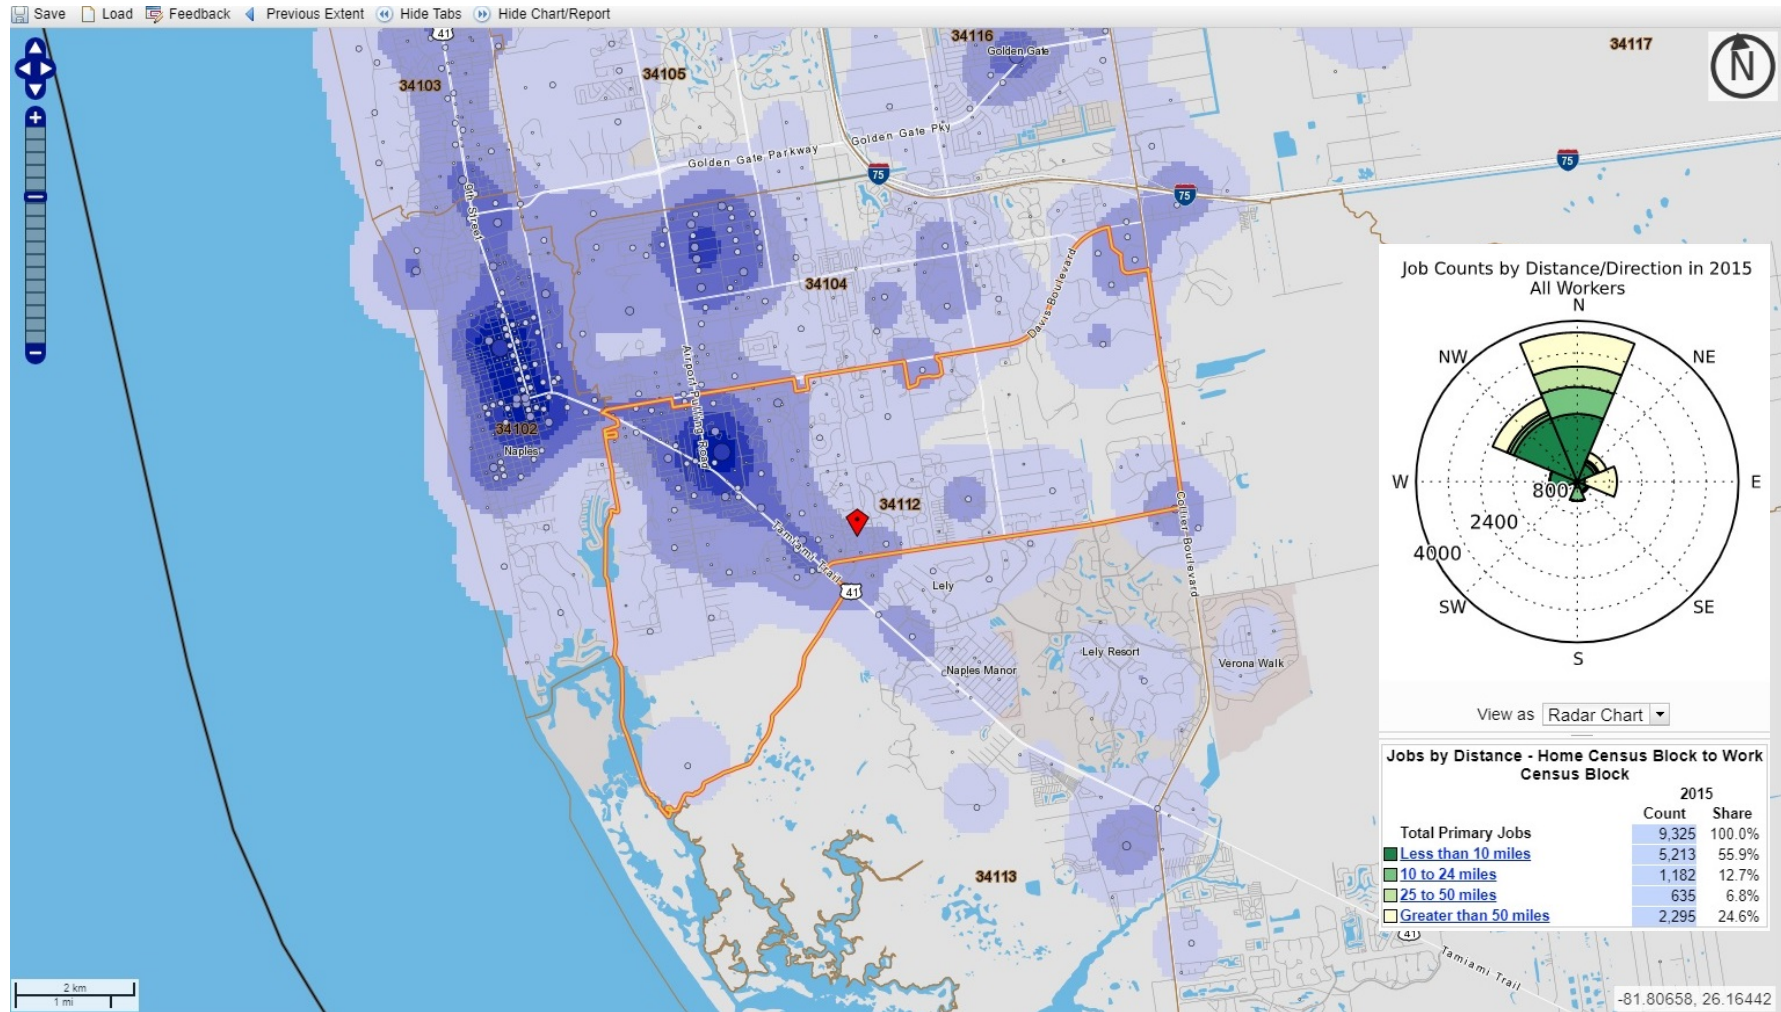 Save Load Feedback Previous Extent Hide Tabs Hide Chart/Report
41
34116
Golden Gate
34117
N
34103
34105
Golden Gate Pky
Golden Gate Parkway
75
75
75
9th Street
34104
Davis Boulevard
Airport Pulling Road
34102
Naples
34112
Collier Boulevard
Tamiami Trail
41
Lely
Naples Manor
Lely Resort
Verona Walk
34113
41
Tamiami Trail
2 km
1 mi
-81.80658, 26.16442
Job Counts by Distance/Direction in 2015
All Workers
N
NW NE
W E
800
2400
4000
SW SE
S
View as Radar Chart
Jobs by Distance - Home Census Block to Work
Census Block
2015
Count Share
Total Primary Jobs 9,325 100.0%
Less than 10 miles 5,213 55.9%
10 to 24 miles 1,182 12.7%
25 to 50 miles 635 6.8%
Greater than 50 miles 2,295 24.6%